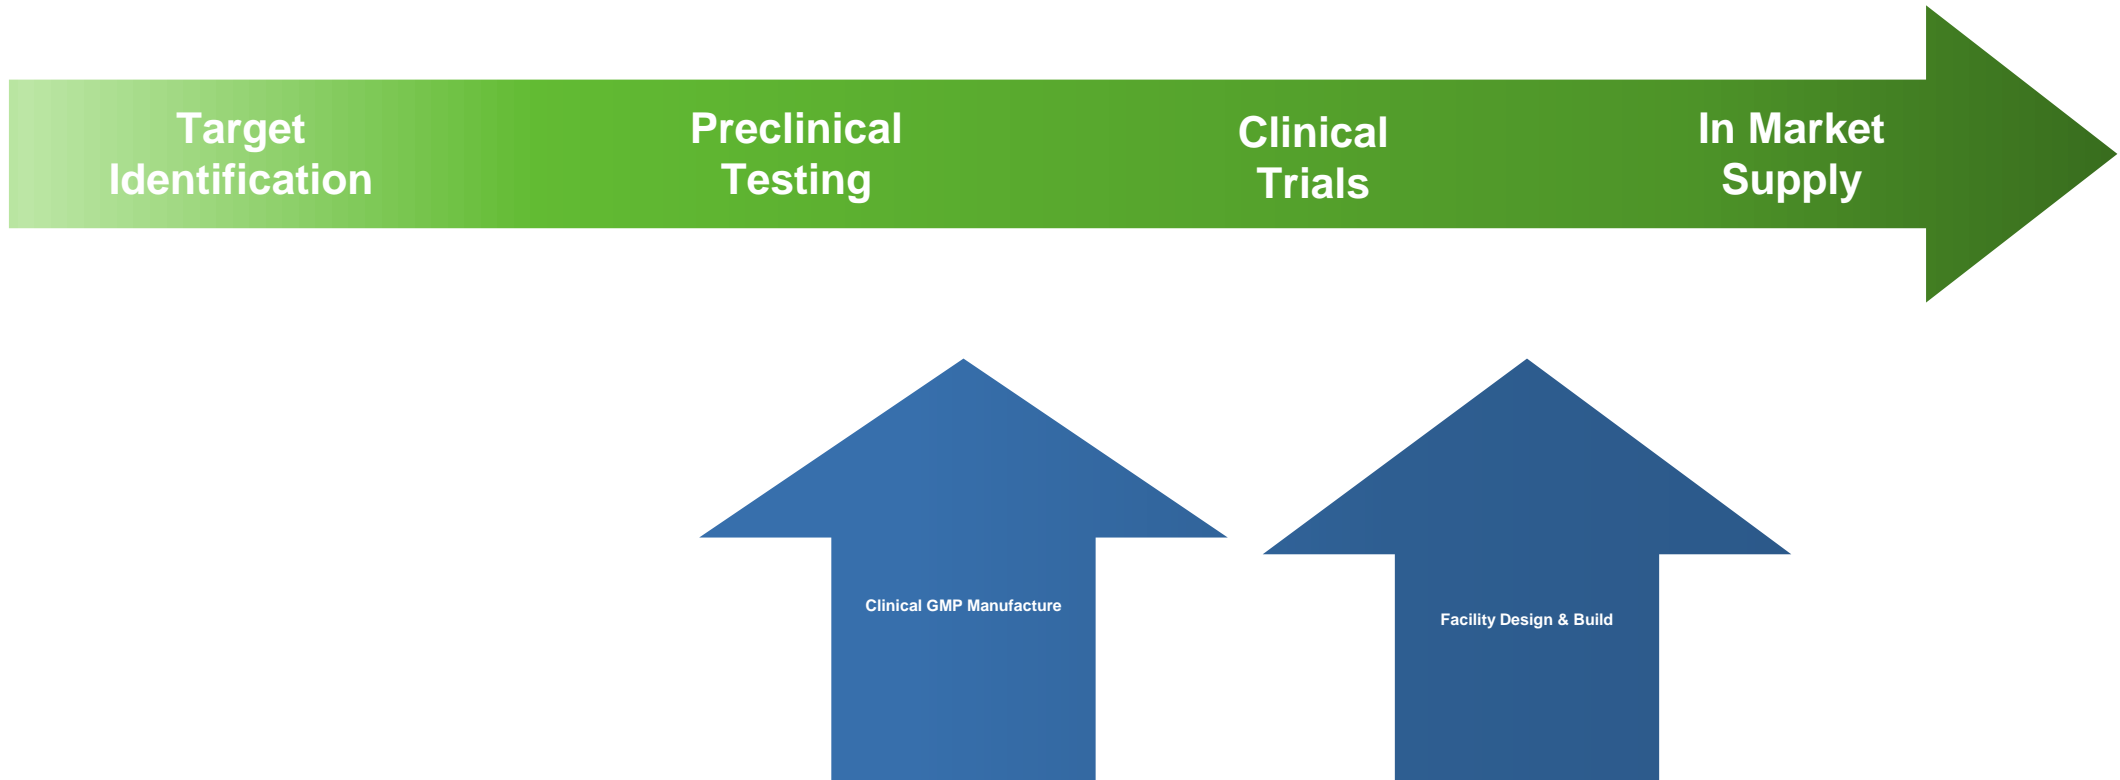 Target
Identification
Preclinical
Testing
Clinical
Trials
In Market
Supply
Clinical GMP Manufacture
Facility Design & Build